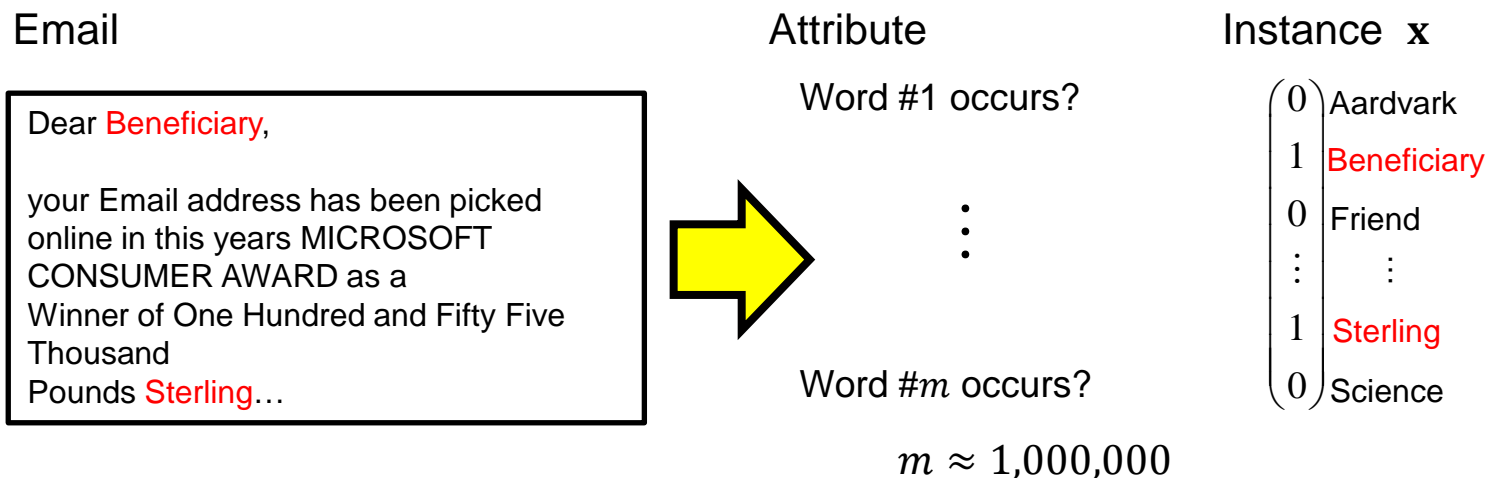 Email
Attribute
Instance x
Dear Beneficiary,
your Email address has been picked
online in this years MICROSOFT
CONSUMER AWARD as a
Winner of One Hundred and Fifty Five
Thousand
Pounds Sterling…
Word #1 occurs?
⋮
Word #m occurs?
m ≈ 1,000,000
0 Aardvark
1 Beneficiary
0 Friend
⋮ ⋮
1 Sterling
0 Science